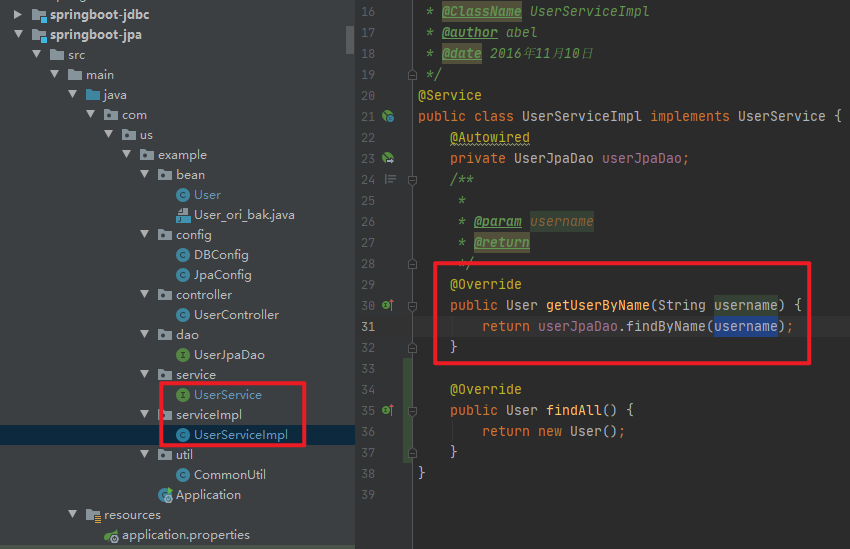 springboot-jdbc
springboot-jpa
src
main
java
com
us
example
bean
User
User_ori_bak.java
config
DBConfig
JpaConfig
controller
UserController
dao
UserJpaDao
service
UserService
serviceImpl
UserServiceImpl
util
CommonUtil
Application
resources
application.properties
16 * @ClassName UserServiceImpl
17 * @author abel
18 * @date 2016年11月10日
19 */
20 @Service
21 public class UserServiceImpl implements UserService {
22 @Autowired
23 private UserJpaDao userJpaDao;
24 /**
25 *
26 * @param username
27 * @return
28 */
29 @Override
30 public User getUserByName(String username) {
31 return userJpaDao.findByName(username);
32 }
33
34 @Override
35 public User findAll() {
36 return new User();
37 }
38 }
39